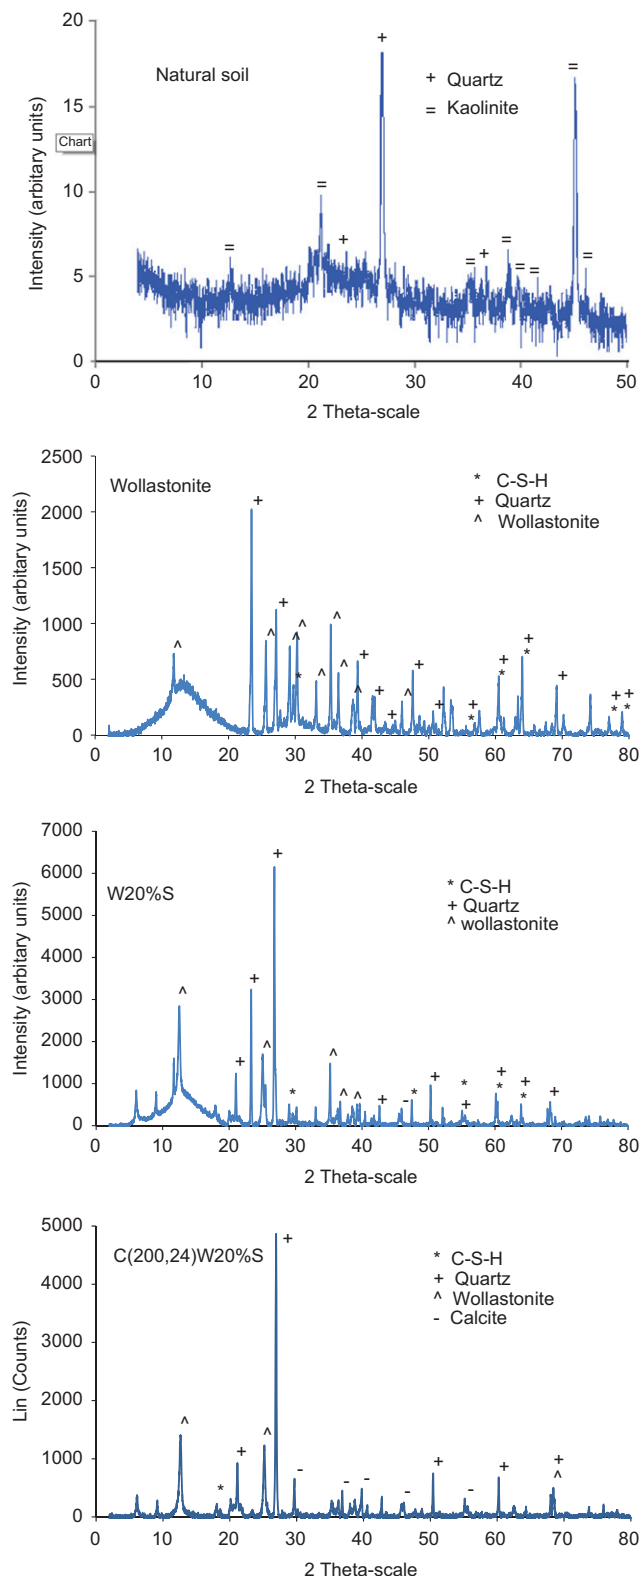 20
15
10
5
0
Intensity (arbitary units)
Chart
Natural soil
+ Quartz
= Kaolinite
+
=
=
=
+
=
+
=
=
=
=
0 10 20 30 40 50
2 Theta-scale
2500
2000
1500
1000
500
0
Intensity (arbitary units)
Wollastonite
* C-S-H
+ Quartz
^ Wollastonite
0 10 20 30 40 50 60 70 80
2 Theta-scale
7000
6000
5000
4000
3000
2000
1000
0
Intensity (arbitary units)
W20%S
* C-S-H
+ Quartz
^ wollastonite
0 10 20 30 40 50 60 70 80
2 Theta-scale
5000
4000
3000
2000
1000
0
Lin (Counts)
C(200,24)W20%S
* C-S-H
+ Quartz
^ Wollastonite
- Calcite
0 10 20 30 40 50 60 70 80
2 Theta-scale